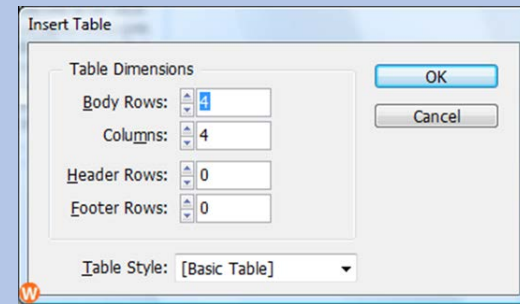 Insert Table
Table Dimensions
Body Rows: 4
Columns: 4
Header Rows: 0
Footer Rows: 0
Table Style: [Basic Table]
OK
Cancel
W